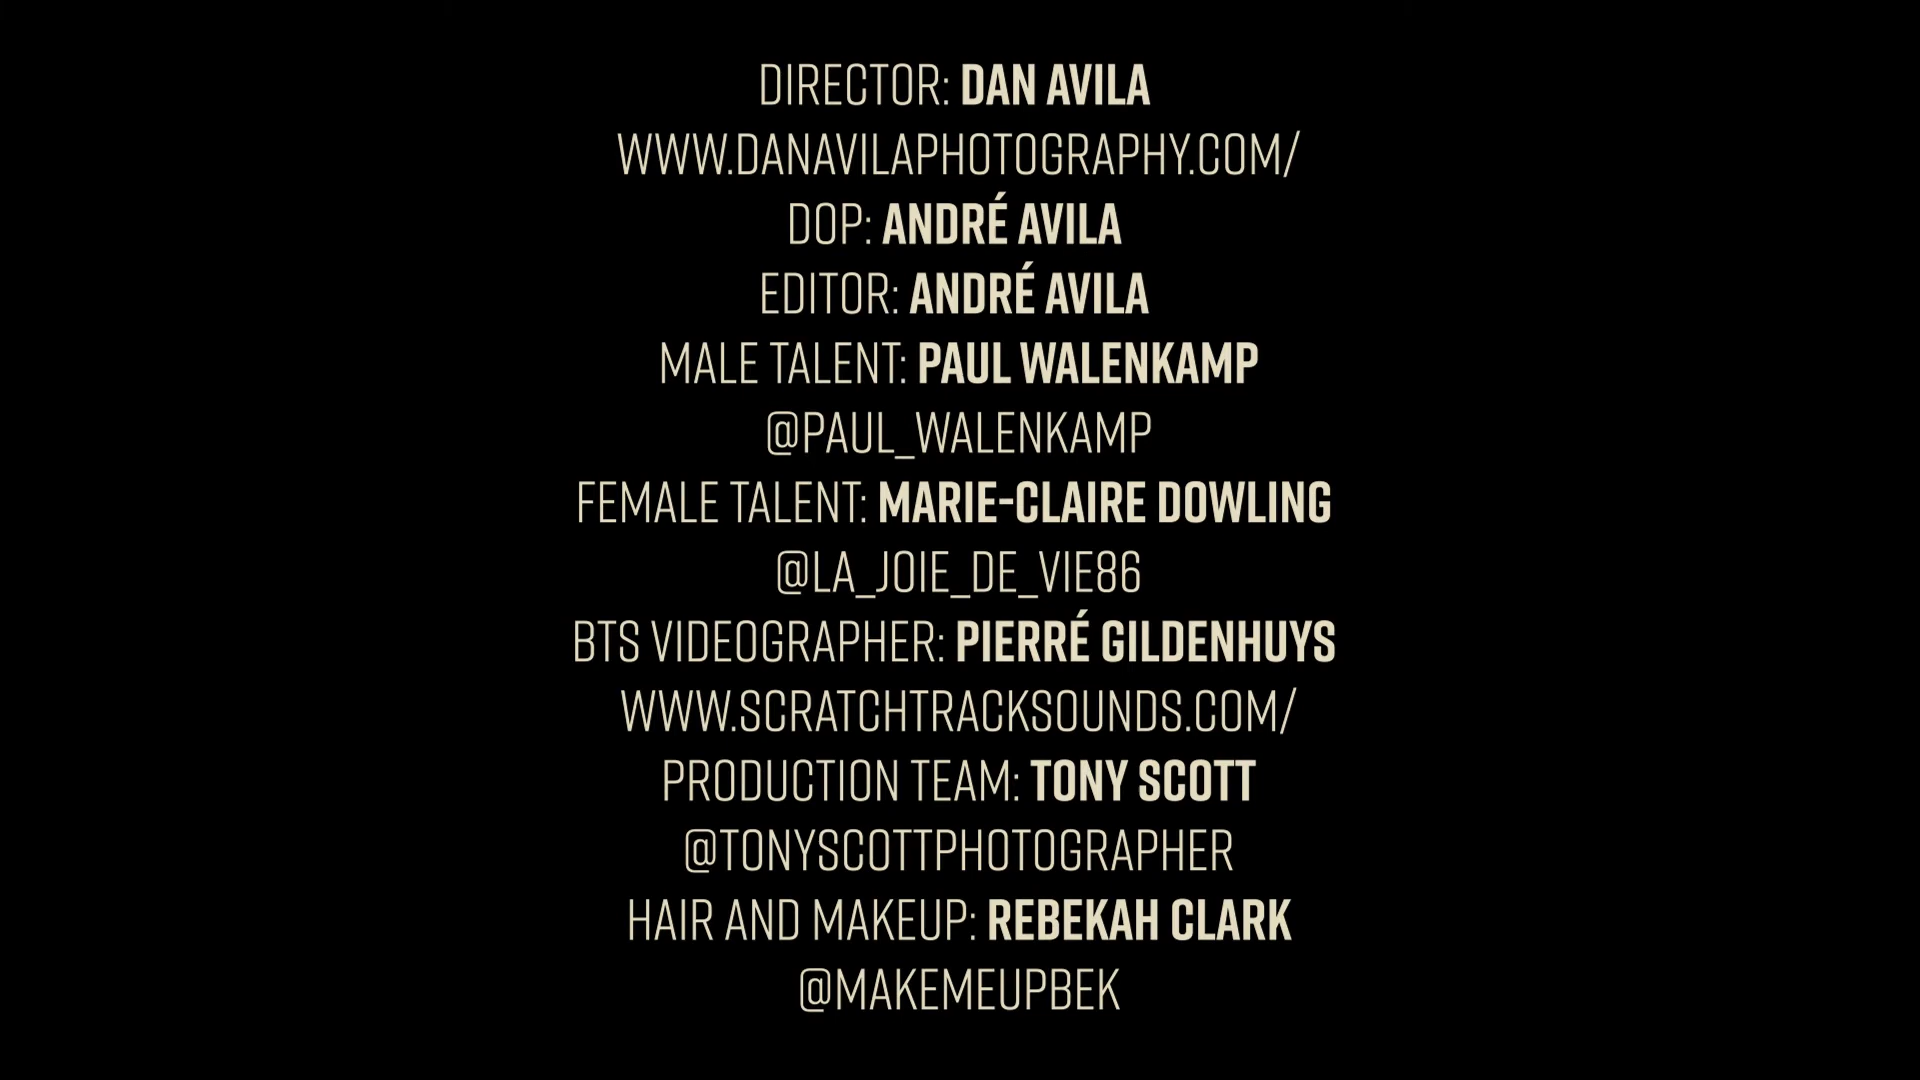 DIRECTOR: DAN AVILA
WWW.DANAVILAPHOTOGRAPHY.COM/
DOP: ANDRÉ AVILA
EDITOR: ANDRÉ AVILA
MALE TALENT: PAUL WALENKAMP
@PAUL_WALENKAMP
FEMALE TALENT: MARIE-CLAIRE DOWLING
@LA_JOIE_DE_VIE86
BTS VIDEOGRAPHER: PIERRÉ GILDENHUYS
WWW.SCRATCHTRACKSOUNDS.COM/
PRODUCTION TEAM: TONY SCOTT
@TONYSCOTTPHOTOGRAPHER
HAIR AND MAKEUP: REBEKAH CLARK
@MAKEMEUPBEK